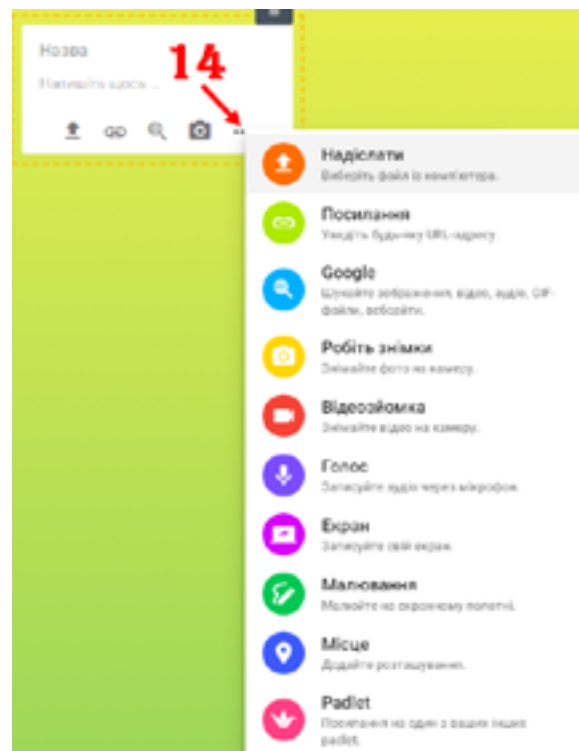 Назва
Напишіть щось ...
14
Надіслати
Виберіть файл із комп'ютера.
Посилання
Уведіть будь-яку URL-адресу.
Google
Шукайте зображення, відео, аудіо, GIF-
файли, вебсайти.
Робіть знімки
Знімайте фото на камеру.
Відеозйомка
Знімайте відео на камеру.
Голос
Записуйте аудіо через мікрофон.
Екран
Записуйте свій екран.
Малювання
Малюйте на екранному полотні.
Місце
Додайте розташування.
Padlet
Посилання на один з ваших інших
padlet.